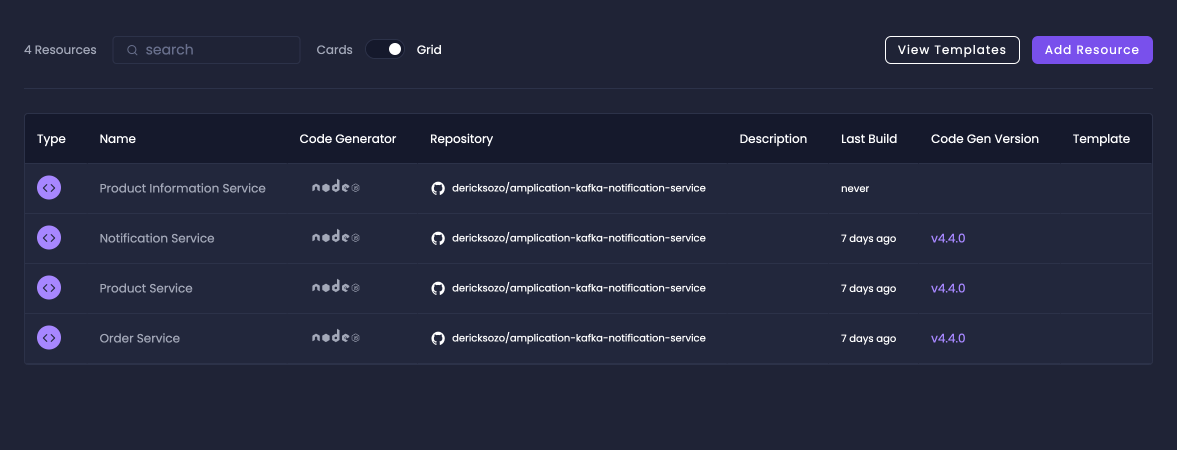 4 Resources search Cards Grid View Templates Add Resource
Type Name Code Generator Repository Description Last Build Code Gen Version Template
Product Information Service node dericksozo/amplication-kafka-notification-service never
Notification Service node dericksozo/amplication-kafka-notification-service 7 days ago v4.4.0
Product Service node dericksozo/amplication-kafka-notification-service 7 days ago v4.4.0
Order Service node dericksozo/amplication-kafka-notification-service 7 days ago v4.4.0